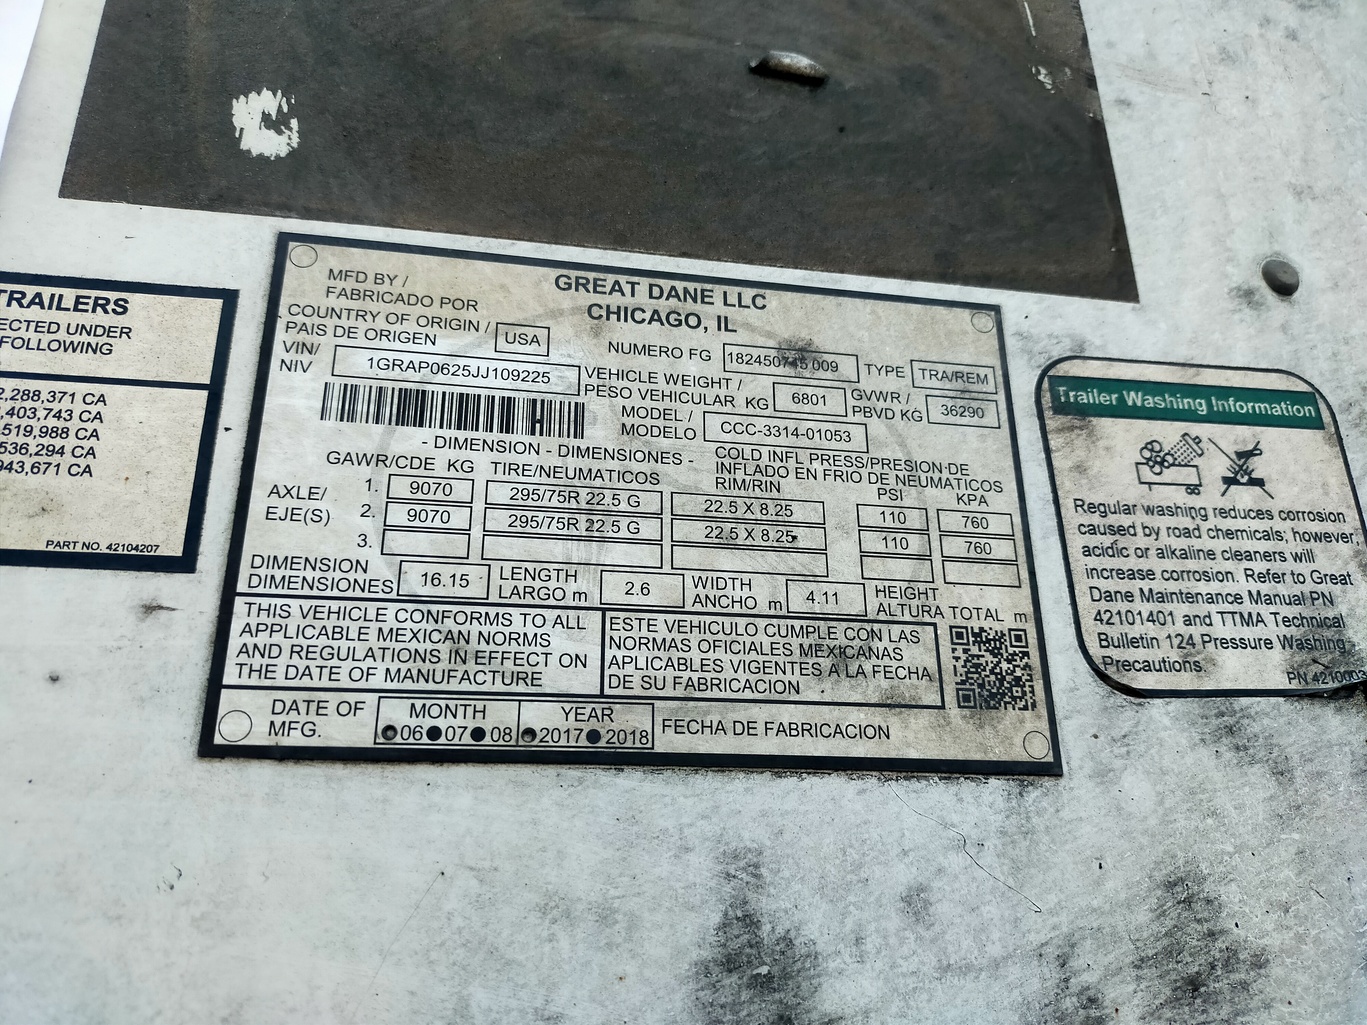 TRAILERS
ECTED UNDER
FOLLOWING
2,288,371 CA
,403,743 CA
519,988 CA
536,294 CA
943,671 CA
PART NO. 42104207
MFD BY /
FABRICADO POR
GREAT DANE LLC
CHICAGO, IL
COUNTRY OF ORIGIN /
PAIS DE ORIGEN
USA
NUMERO FG 182450745 009 TYPE TRA/REM
VIN/
NIV
1GRAP0625JJ109225
VEHICLE WEIGHT /
PESO VEHICULAR KG 6801
GVWR /
PBVD KG 36290
MODEL /
MODELO
CCC-3314-01053
- DIMENSION - DIMENSIONES -
COLD INFL PRESS/PRESION DE
INFLADO EN FRIO DE NEUMATICOS
GAWR/CDE KG TIRE/NEUMATICOS RIM/RIN PSI KPA
AXLE/
EJE(S)
1. 9070 295/75R 22.5 G 22.5 X 8.25 110 760
2. 9070 295/75R 22.5 G 22.5 X 8.25 110 760
3.
DIMENSION
DIMENSIONES
16.15
LENGTH
LARGO m
2.6
WIDTH
ANCHO m
4.11
HEIGHT
ALTURA TOTAL m
THIS VEHICLE CONFORMS TO ALL
APPLICABLE MEXICAN NORMS
AND REGULATIONS IN EFFECT ON
THE DATE OF MANUFACTURE
ESTE VEHICULO CUMPLE CON LAS
NORMAS OFICIALES MEXICANAS
APLICABLES VIGENTES A LA FECHA
DE SU FABRICACION
DATE OF
MFG.
MONTH
06 07 08
YEAR
2017 2018
FECHA DE FABRICACION
Trailer Washing Information
Regular washing reduces corrosion
caused by road chemicals; however,
acidic or alkaline cleaners will
increase corrosion. Refer to Great
Dane Maintenance Manual PN
42101401 and TTMA Technical
Bulletin 124 Pressure Washing
Precautions.
PN